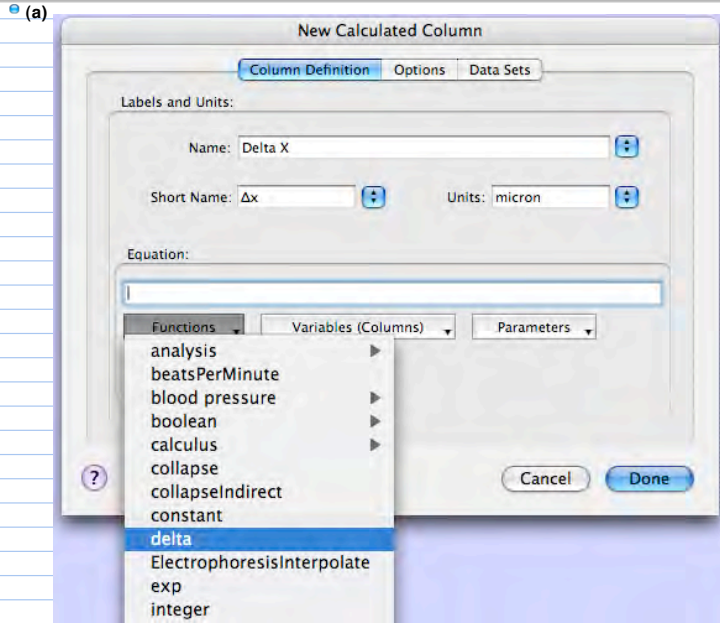 (a)
New Calculated Column
Column Definition Options Data Sets
Labels and Units:
Name: Delta X
Short Name: Δx Units: micron
Equation:
Functions Variables (Columns) Parameters
analysis
beatsPerMinute
blood pressure
boolean
calculus
collapse
collapseIndirect
constant
delta
ElectrophoresisInterpolate
exp
integer
? Cancel Done